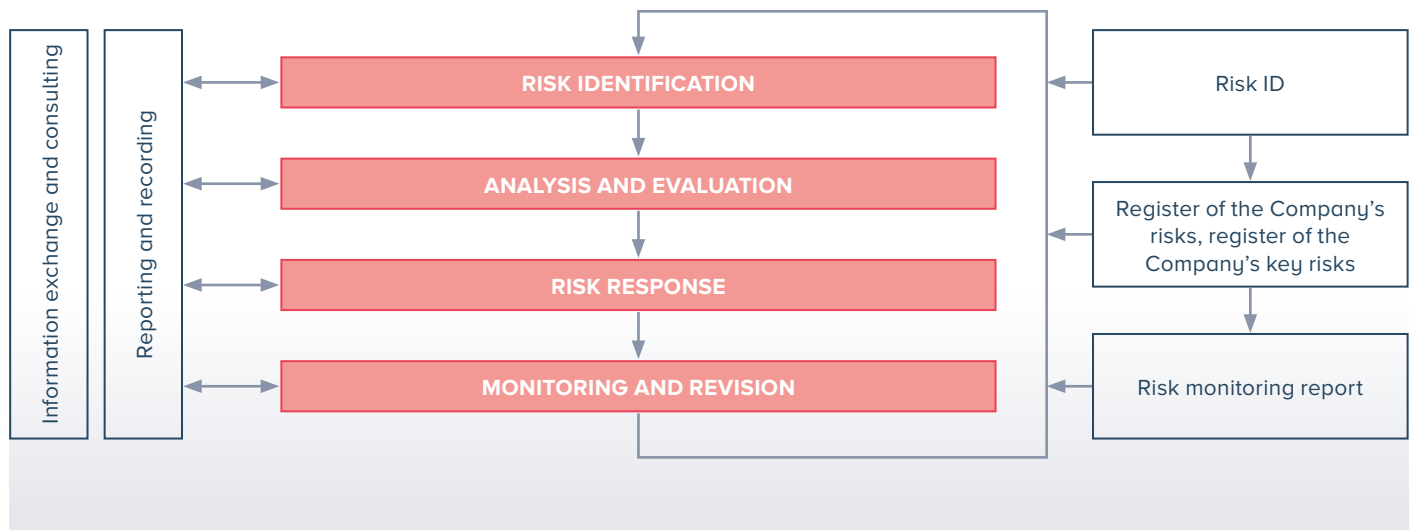 Information exchange and consulting
Reporting and recording
RISK IDENTIFICATION
ANALYSIS AND EVALUATION
RISK RESPONSE
MONITORING AND REVISION
Risk ID
Register of the Company’s
risks, register of the
Company’s key risks
Risk monitoring report